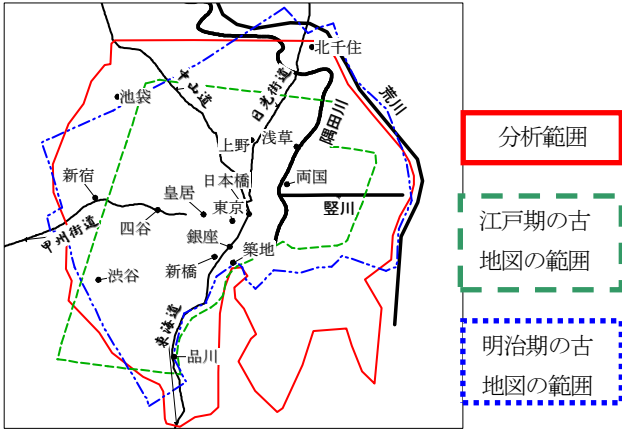 北千住
荒川
中山道
日光街道
池袋
隅田川
上野
浅草
分析範囲
新宿
皇居
日本橋
両国
東京
竪川
四谷
甲州街道
銀座
築地
新橋
渋谷
江戸期の古
地図の範囲
東海道
品川
明治期の古
地図の範囲